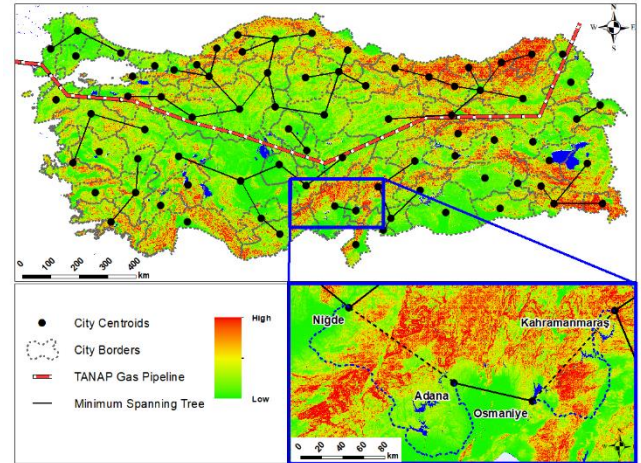 N
W E
S
0 100 200 300 400
km
City Centroids
City Borders
TANAP Gas Pipeline
Minimum Spanning Tree
High
Low
Niğde
Kahramanmaraş
Adana
Osmaniye
0 20 40 60 80
km